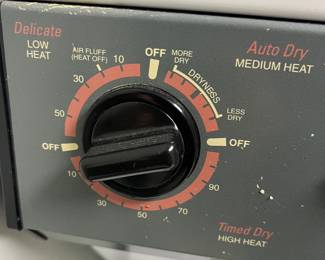 Delicate
LOW
HEAT
AIR FLUFF
(HEAT OFF)
10
30
OFF
MORE
DRY
DRYNESS
LESS
DRY
Auto Dry
MEDIUM HEAT
OFF
OFF
10
30
50
70
90
Timed Dry
HIGH HEAT